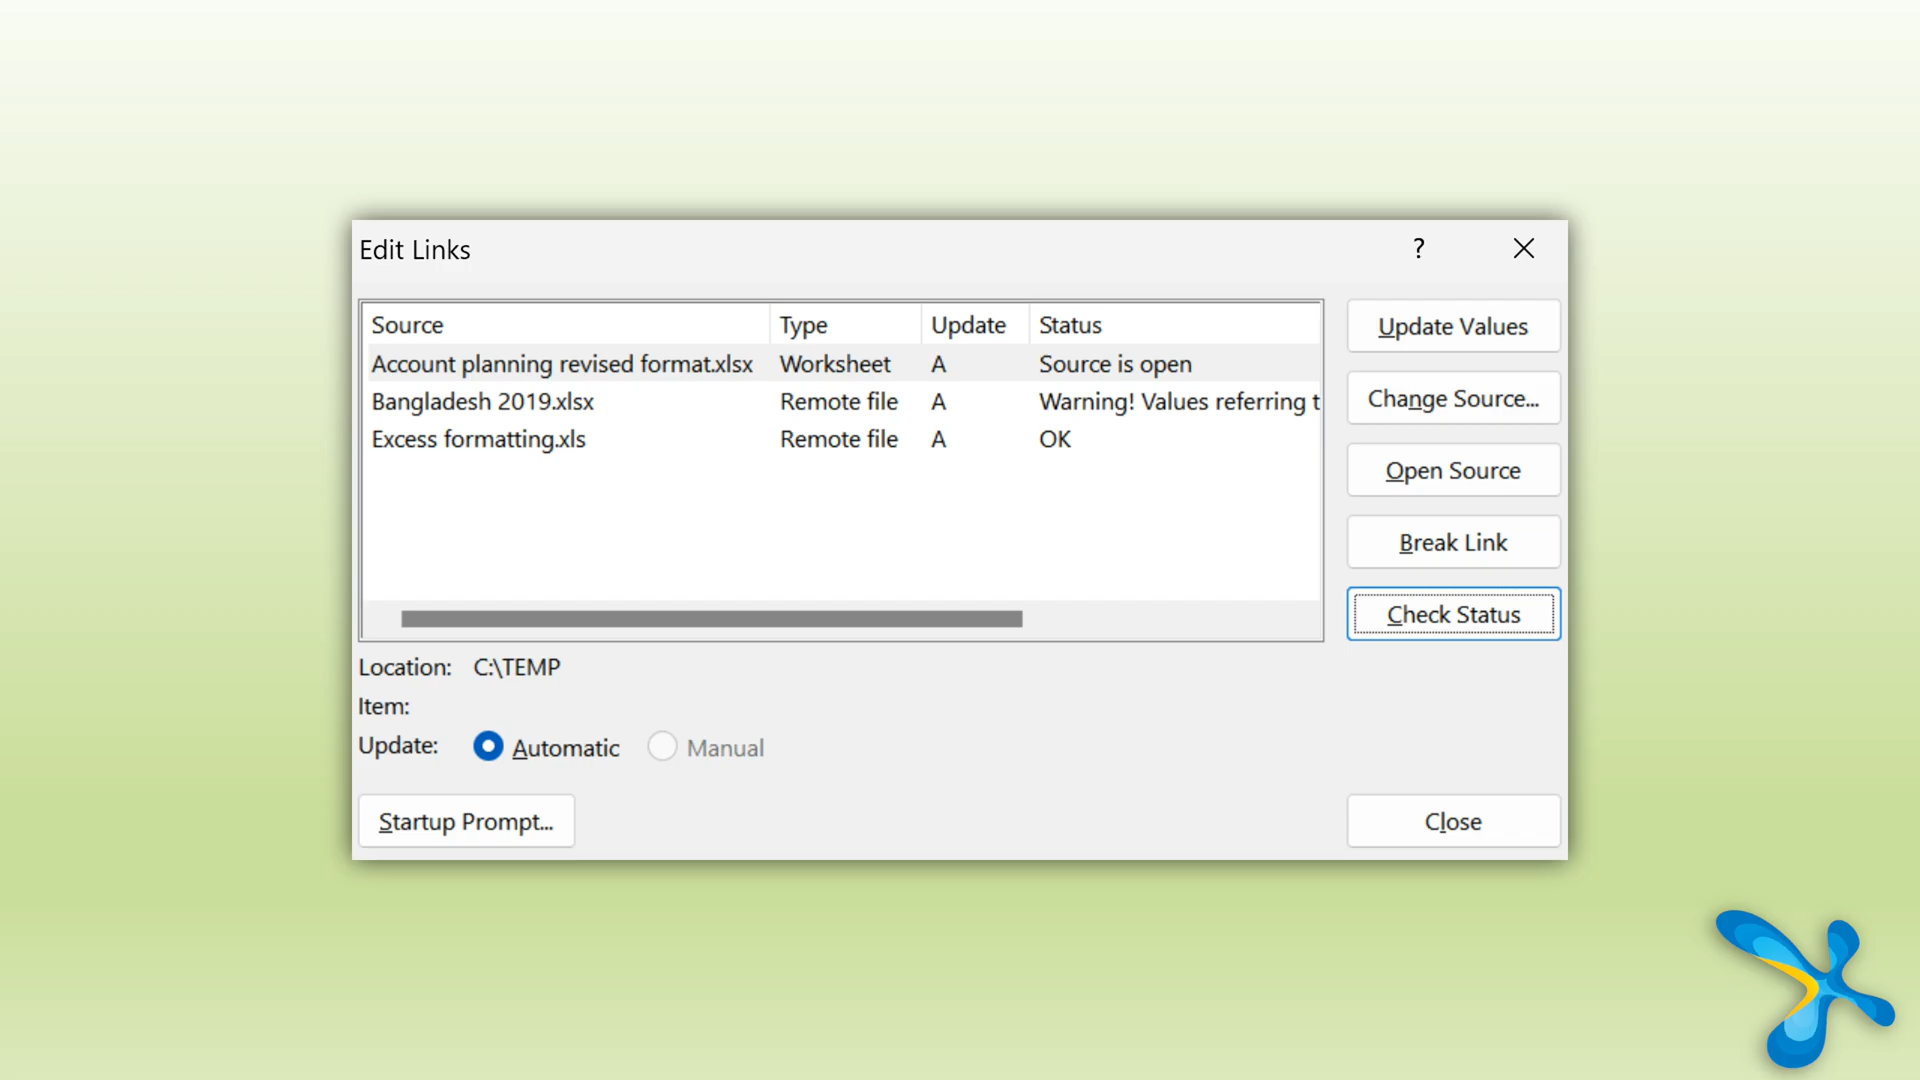 Edit Links ?
Source Type Update Status
Account planning revised format.xlsx Worksheet A Source is open
Bangladesh 2019.xlsx Remote file A Warning! Values referring t
Excess formatting.xls Remote file A OK
Update Values
Change Source...
Open Source
Break Link
Check Status
Location: C:\TEMP
Item:
Update: Automatic Manual
Startup Prompt... Close